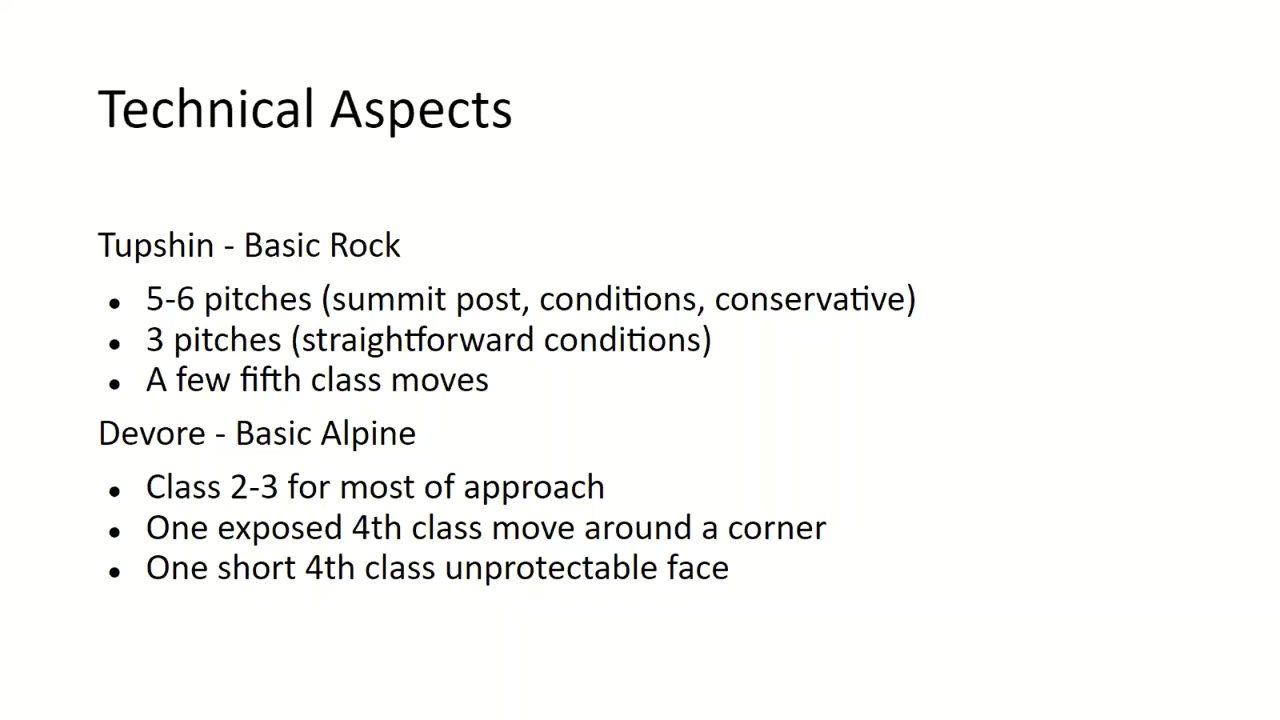 Technical Aspects
Tupshin - Basic Rock
● 5-6 pitches (summit post, conditions, conservative)
● 3 pitches (straightforward conditions)
● A few fifth class moves
Devore - Basic Alpine
● Class 2-3 for most of approach
● One exposed 4th class move around a corner
● One short 4th class unprotectable face